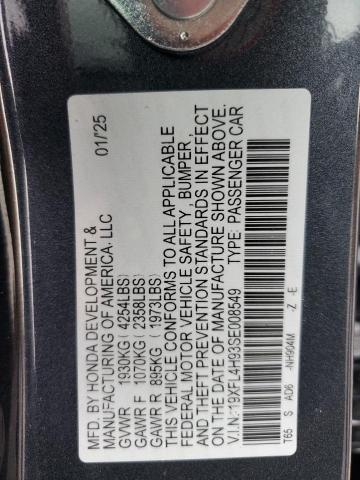 MFD. BY HONDA DEVELOPMENT &
MANUFACTURING OF AMERICA, LLC 01/'25
GVWR 1930KG (4254LBS)
GAWR F 1070KG (2358LBS)
GAWR R 895KG (1973LBS)
THIS VEHICLE CONFORMS TO ALL APPLICABLE
FEDERAL MOTOR VEHICLE SAFETY, BUMPER,
AND THEFT PREVENTION STANDARDS IN EFFECT
ON THE DATE OF MANUFACTURE SHOWN ABOVE.
V.I.N.:19XFL4H93SE008549 TYPE: PASSENGER CAR
T65 S AD6 -NH904M -Z -E